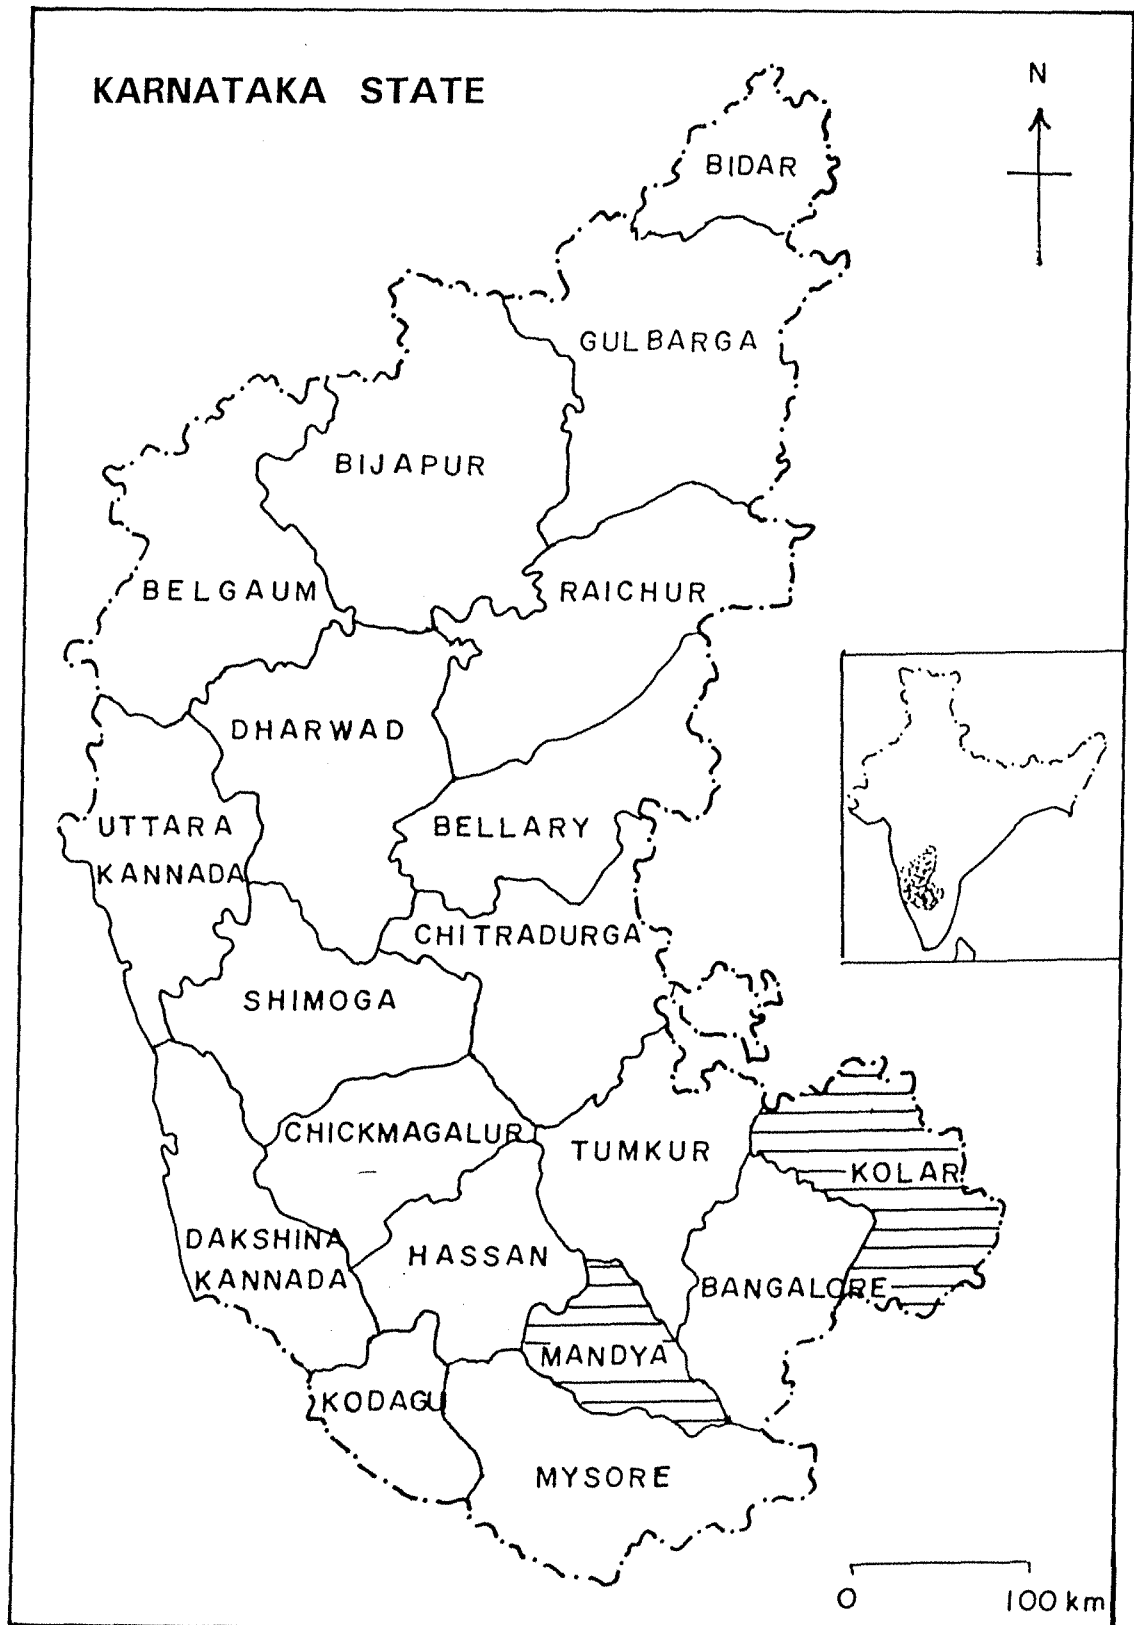 KARNATAKA STATE
N
BIDAR
GULBARGA
BIJAPUR
BELGAUM
RAICHUR
DHARWAD
UTTARA
KANNADA
BELLARY
CHITRADURGA
SHIMOGA
CHICKMAGALUR
TUMKUR
KOLAR
DAKSHINA
KANNADA
HASSAN
BANGALORE
MANDYA
KODAGU
MYSORE
0 100 km